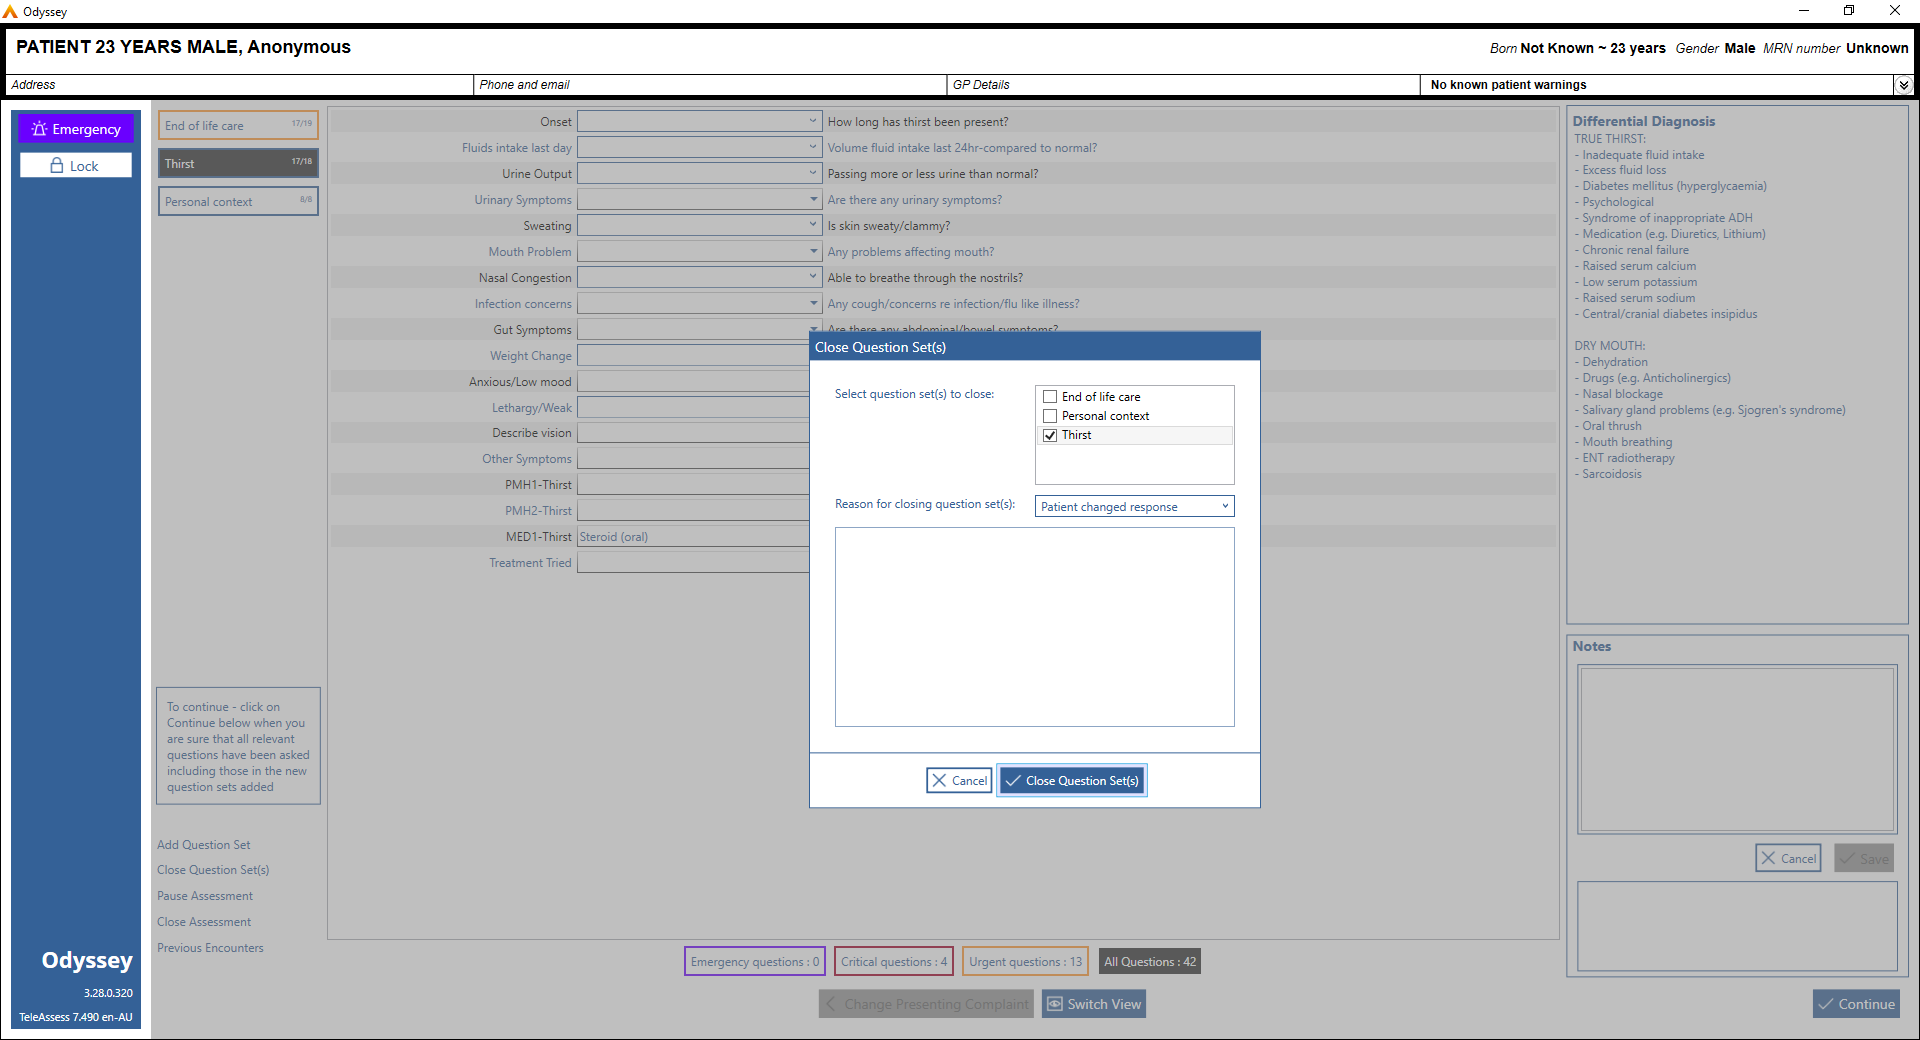 Odyssey
PATIENT 23 YEARS MALE, Anonymous
Born Not Known ~ 23 years Gender Male MRN number Unknown
Address
Phone and email
GP Details
No known patient warnings
Emergency
Lock
End of life care 17/19
Thirst 17/18
Personal context 8/8
Onset How long has thirst been present?
Fluids intake last day Volume fluid intake last 24hr-compared to normal?
Urine Output Passing more or less urine than normal?
Urinary Symptoms Are there any urinary symptoms?
Sweating Is skin sweaty/clammy?
Mouth Problem Any problems affecting mouth?
Nasal Congestion Able to breathe through the nostrils?
Infection concerns Any cough/concerns re infection/flu like illness?
Gut Symptoms Are there any abdominal/bowel symptoms?
Weight Change
Anxious/Low mood
Lethargy/Weak
Describe vision
Other Symptoms
PMH1-Thirst
PMH2-Thirst
MED1-Thirst Steroid (oral)
Treatment Tried
Close Question Set(s)
Select question set(s) to close:
End of life care
Personal context
Thirst
Reason for closing question set(s): Patient changed response
Cancel
Close Question Set(s)
Differential Diagnosis
TRUE THIRST:
- Inadequate fluid intake
- Excess fluid loss
- Diabetes mellitus (hyperglycaemia)
- Psychological
- Syndrome of inappropriate ADH
- Medication (e.g. Diuretics, Lithium)
- Chronic renal failure
- Raised serum calcium
- Low serum potassium
- Raised serum sodium
- Central/cranial diabetes insipidus
DRY MOUTH:
- Dehydration
- Drugs (e.g. Anticholinergics)
- Nasal blockage
- Salivary gland problems (e.g. Sjogren's syndrome)
- Oral thrush
- Mouth breathing
- ENT radiotherapy
- Sarcoidosis
Notes
Cancel
Save
To continue - click on
Continue below when you
are sure that all relevant
questions have been asked
including those in the new
question sets added
Add Question Set
Close Question Set(s)
Pause Assessment
Close Assessment
Previous Encounters
Odyssey
3.28.0.320
TeleAssess 7.490 en-AU
Emergency questions : 0
Critical questions : 4
Urgent questions : 13
All Questions : 42
Change Presenting Complaint
Switch View
Continue